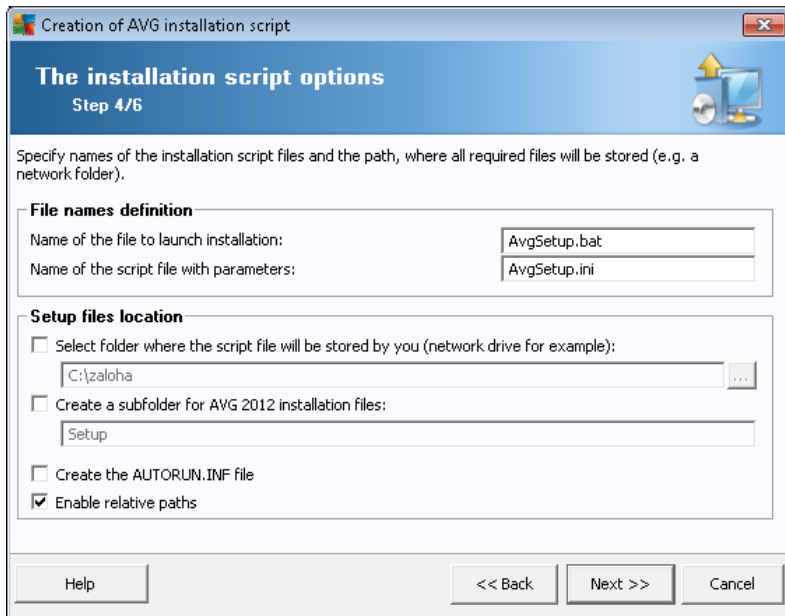 Creation of AVG installation script
The installation script options
Step 4/6
Specify names of the installation script files and the path, where all required files will be stored (e.g. a
network folder).
File names definition
Name of the file to launch installation:
AvgSetup.bat
Name of the script file with parameters:
AvgSetup.ini
Setup files location
Select folder where the script file will be stored by you (network drive for example):
C:\zaloha
...
Create a subfolder for AVG 2012 installation files:
Setup
Create the AUTORUN.INF file
Enable relative paths
Help
<< Back
Next >>
Cancel